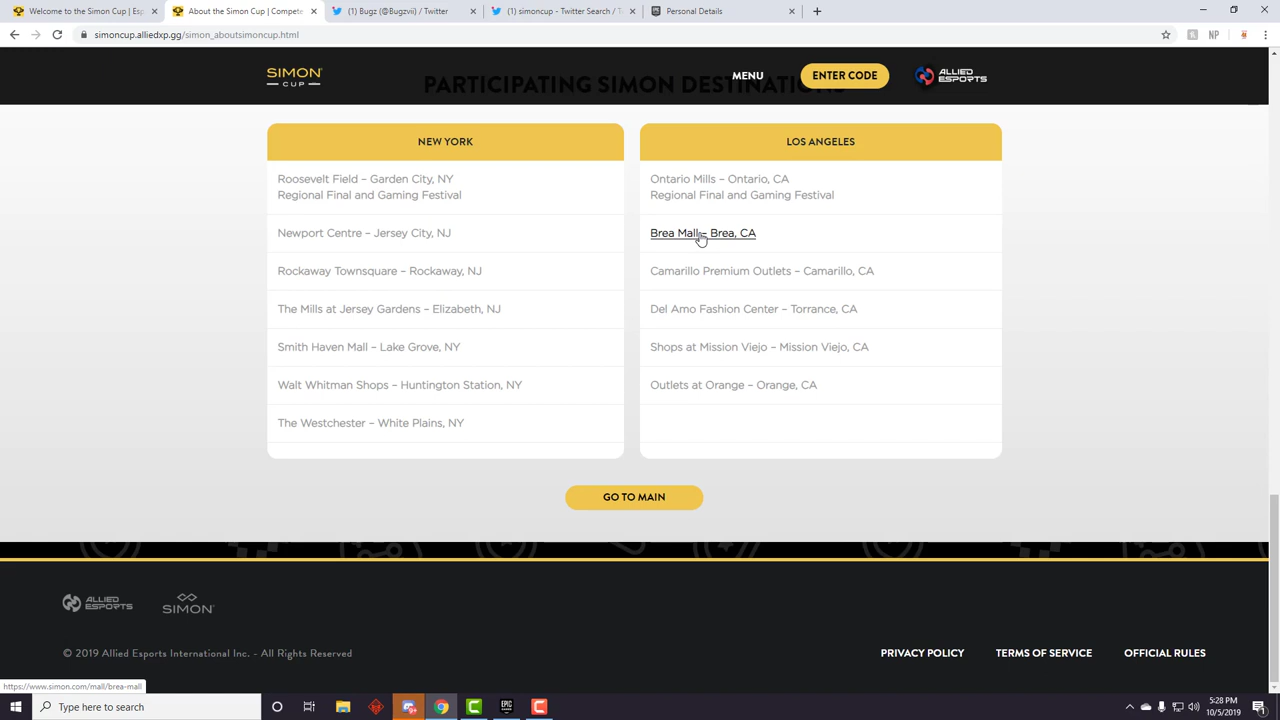 Welcome to the Simon Cup | Esp
About the Simon Cup | Compete
(1) Bugz (@Bugzvii) / Twitter
(1) simoncup - Twitter Search / T
Personal Details
simoncup.alliedxp.gg/simon_aboutsimoncup.html
NP
SIMON
CUP
PARTICIPATING SIMON DESTINATIONS
MENU
ENTER CODE
ALLIED
ESPORTS
NEW YORK
Roosevelt Field – Garden City, NY
Regional Final and Gaming Festival
Newport Centre – Jersey City, NJ
Rockaway Townsquare – Rockaway, NJ
The Mills at Jersey Gardens – Elizabeth, NJ
Smith Haven Mall – Lake Grove, NY
Walt Whitman Shops – Huntington Station, NY
The Westchester – White Plains, NY
LOS ANGELES
Ontario Mills – Ontario, CA
Regional Final and Gaming Festival
Brea Mall – Brea, CA
Camarillo Premium Outlets – Camarillo, CA
Del Amo Fashion Center – Torrance, CA
Shops at Mission Viejo – Mission Viejo, CA
Outlets at Orange – Orange, CA
GO TO MAIN
ALLIED
ESPORTS
SIMON
© 2019 Allied Esports International Inc. - All Rights Reserved
PRIVACY POLICY
TERMS OF SERVICE
OFFICIAL RULES
https://www.simon.com/mall/brea-mall
Type here to search
5:28 PM
10/5/2019